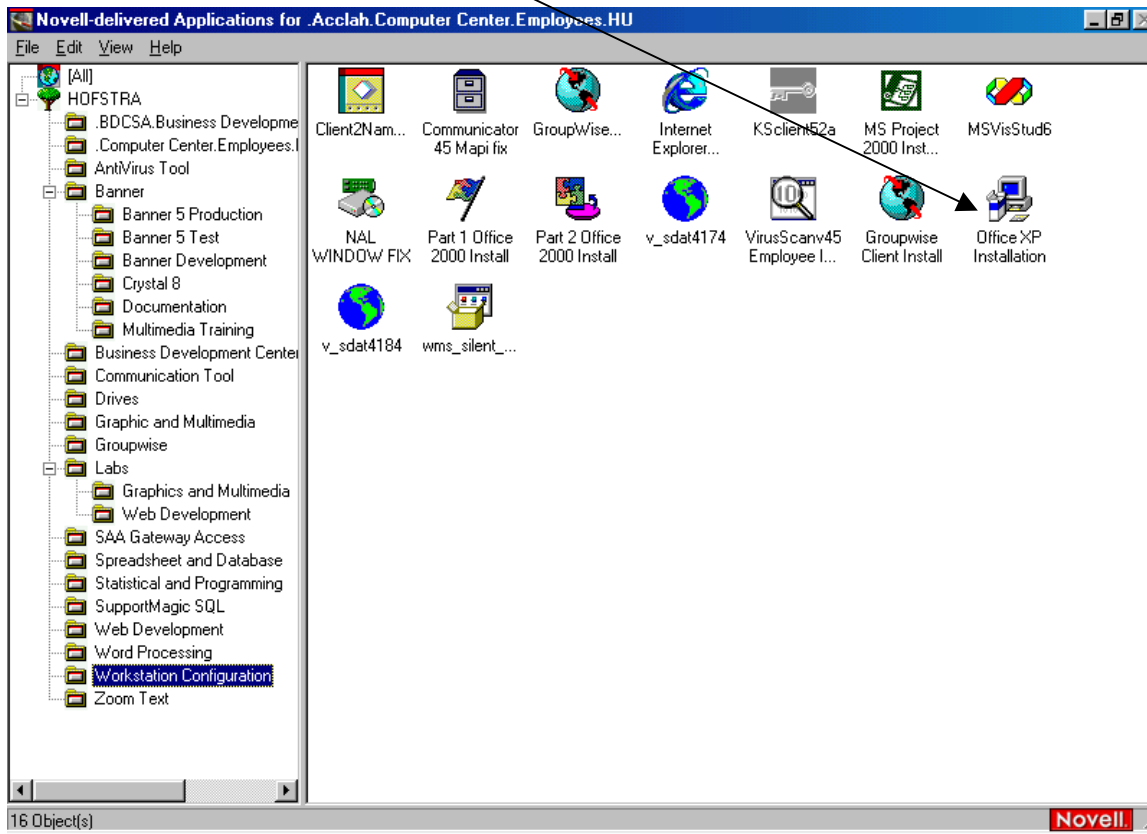 Novell-delivered Applications for .Acclah.Computer Center.Employees.HU
File Edit View Help
[All]
HOFSTRA
.BDCSA.Business Developme
.Computer Center.Employees.
AntiVirus Tool
Banner
Banner 5 Production
Banner 5 Test
Banner Development
Crystal 8
Documentation
Multimedia Training
Business Development Center
Communication Tool
Drives
Graphic and Multimedia
Groupwise
Labs
Graphics and Multimedia
Web Development
SAA Gateway Access
Spreadsheet and Database
Statistical and Programming
SupportMagic SQL
Web Development
Word Processing
Workstation Configuration
Zoom Text
Client2Nam...
Communicator
45 Mapi fix
GroupWise...
Internet
Explorer...
KSclient52a
MS Project
2000 Inst...
MSVisStud6
NAL
WINDOW FIX
Part 1 Office
2000 Install
Part 2 Office
2000 Install
v_sdat4174
VirusScanv45
Employee I...
Groupwise
Client Install
Office XP
Installation
v_sdat4184
wms_silent_...
16 Object(s)
Novell.